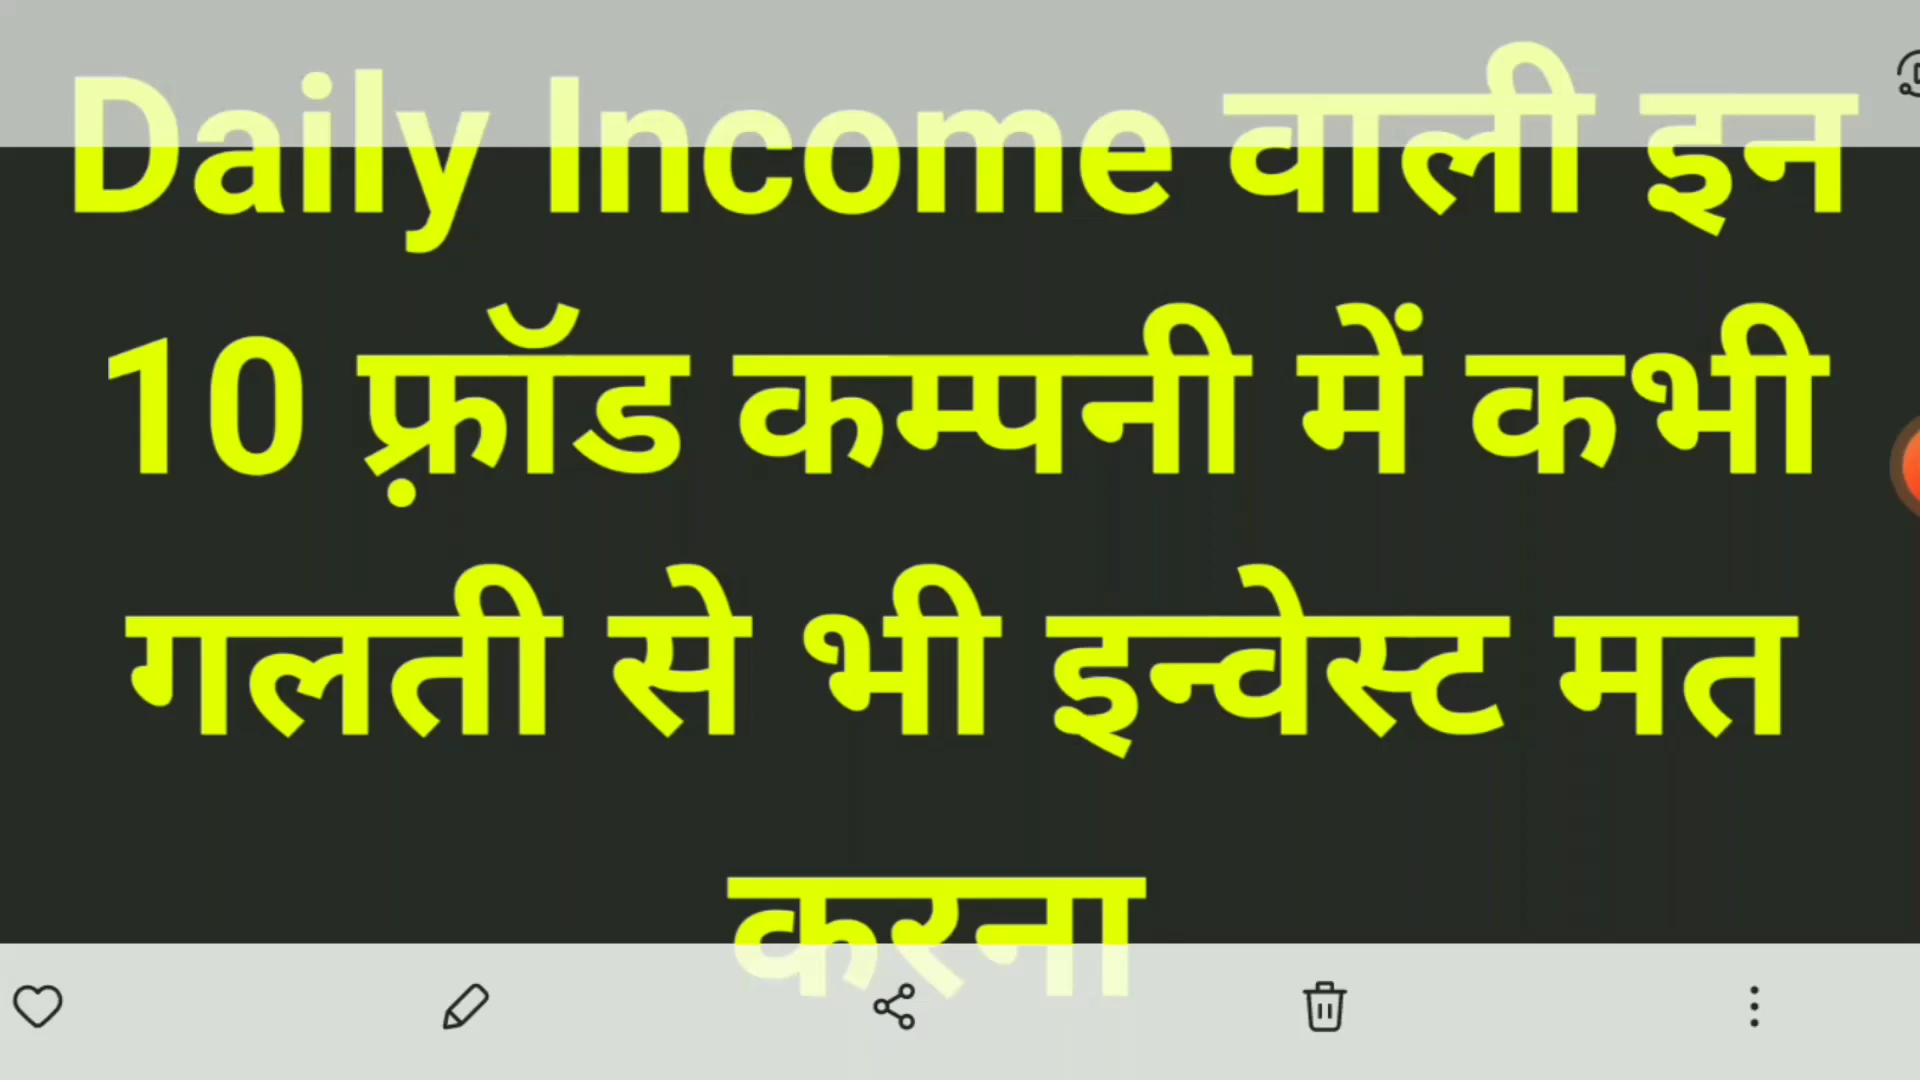 Daily Income वाली इन
10 फ़्रॉड कम्पनी में कभी
गलती से भी इन्वेस्ट मत
करना